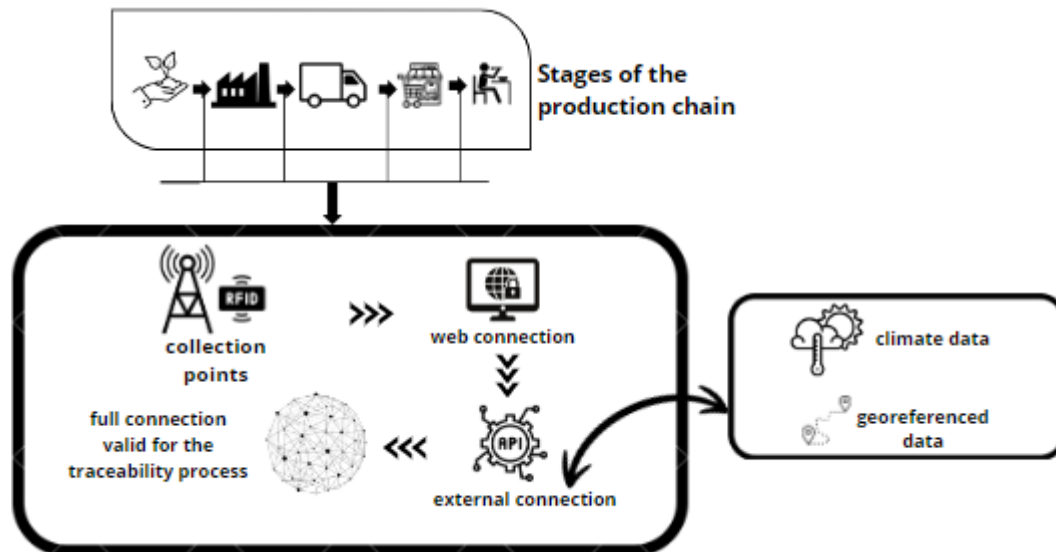 Stages of the
production chain
RFID
collection
points
web connection
climate data
georeferenced
data
full connection
valid for the
traceability process
API
external connection